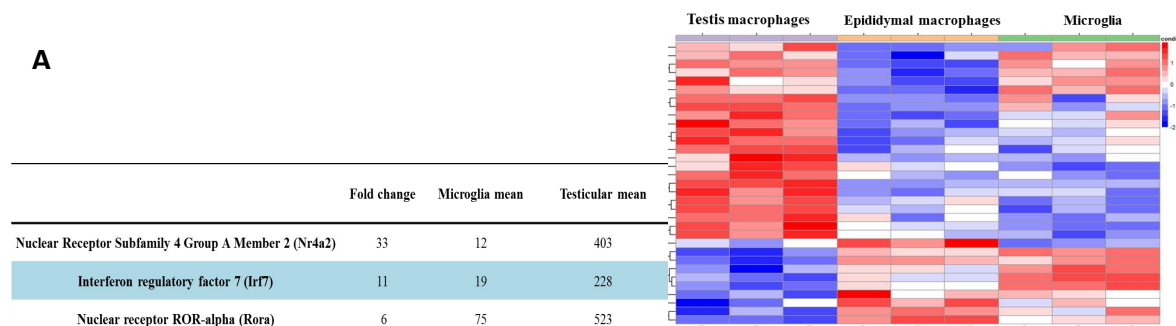 Testis macrophages Epididymal macrophages Microglia
A
condi
1
0
-1
-2
Fold change Microglia mean Testicular mean
Nuclear Receptor Subfamily 4 Group A Member 2 (Nr4a2) 33 12 403
Interferon regulatory factor 7 (Irf7) 11 19 228
Nuclear receptor ROR-alpha (Rora) 6 75 523